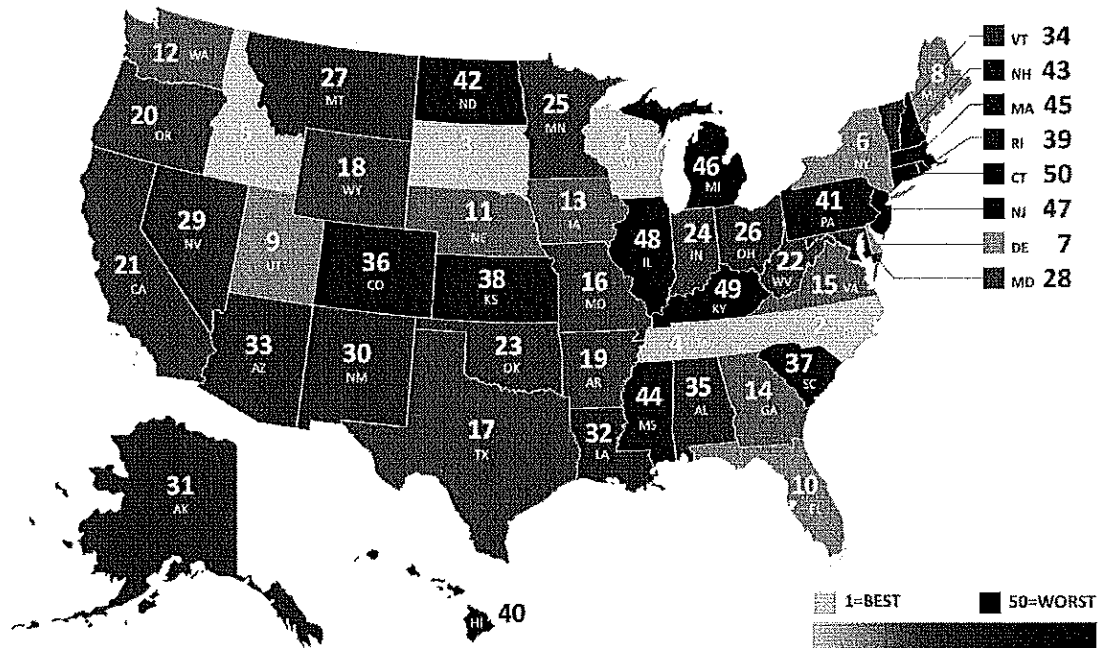 12 WA
20
OR
21
CA
29
NV
27
MT
18
WY
9
UT
36
CO
33
AZ
30
NM
42
ND
11
38
KS
23
OK
17
TX
25
MN
13
IA
16
MO
19
AR
32
LA
48
IL
46
MI
24
IN
26
OH
49
KY
4
2
44
MS
35
AL
14
GA
37
SC
10
FL
22
WV
15 VA
41
PA
6
NY
8
ME
VT 34
NH 43
MA 45
RI 39
CT 50
NJ 47
DE 7
MD 28
31
AK
HI 40
1=BEST
50=WORST